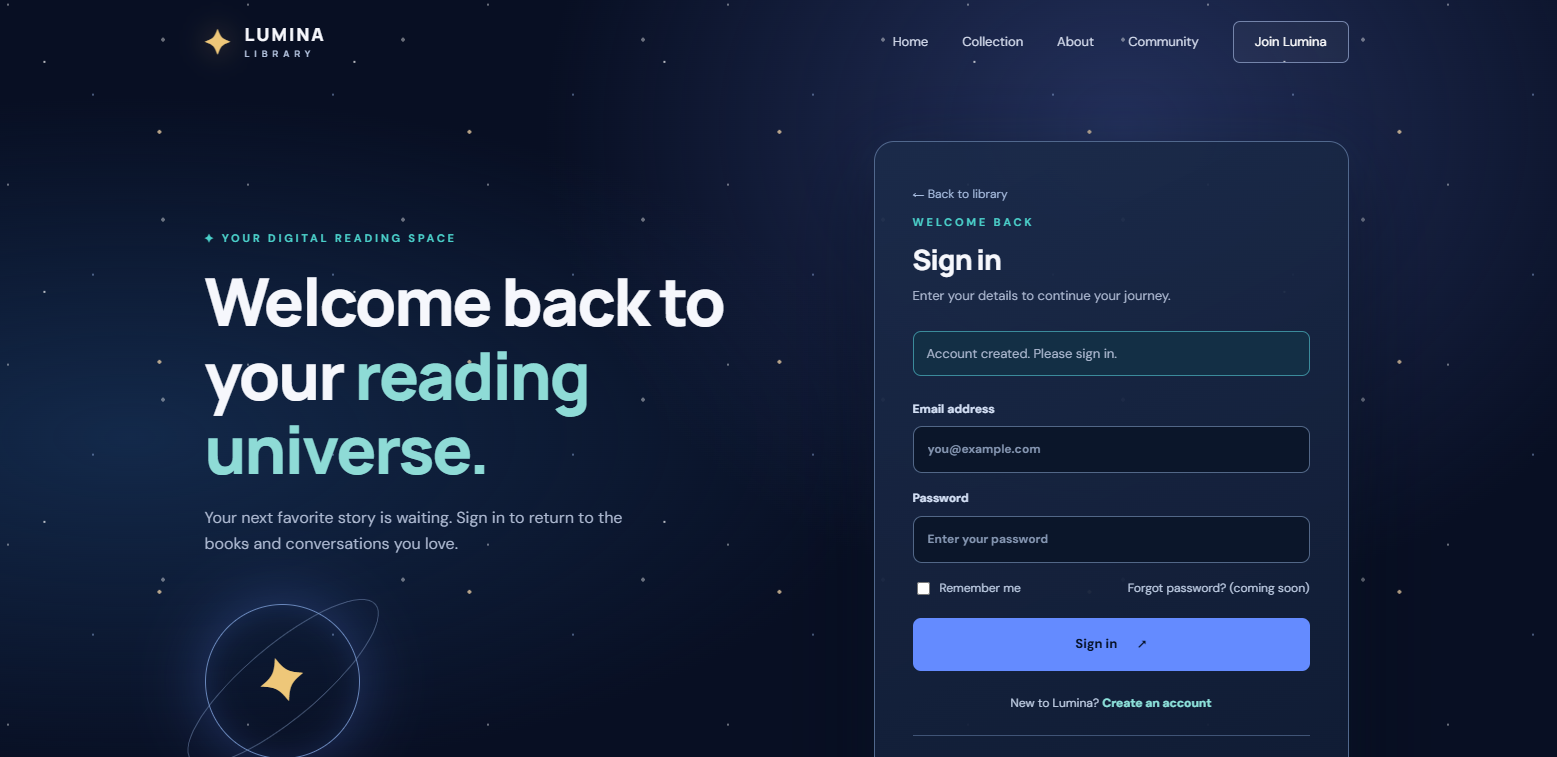 LUMINA
LIBRARY
Home Collection About Community Join Lumina
✦ YOUR DIGITAL READING SPACE
Welcome back to
your reading
universe.
Your next favorite story is waiting. Sign in to return to the
books and conversations you love.
← Back to library
WELCOME BACK
Sign in
Enter your details to continue your journey.
Account created. Please sign in.
Email address
you@example.com
Password
Enter your password
Remember me Forgot password? (coming soon)
Sign in ↗
New to Lumina? Create an account